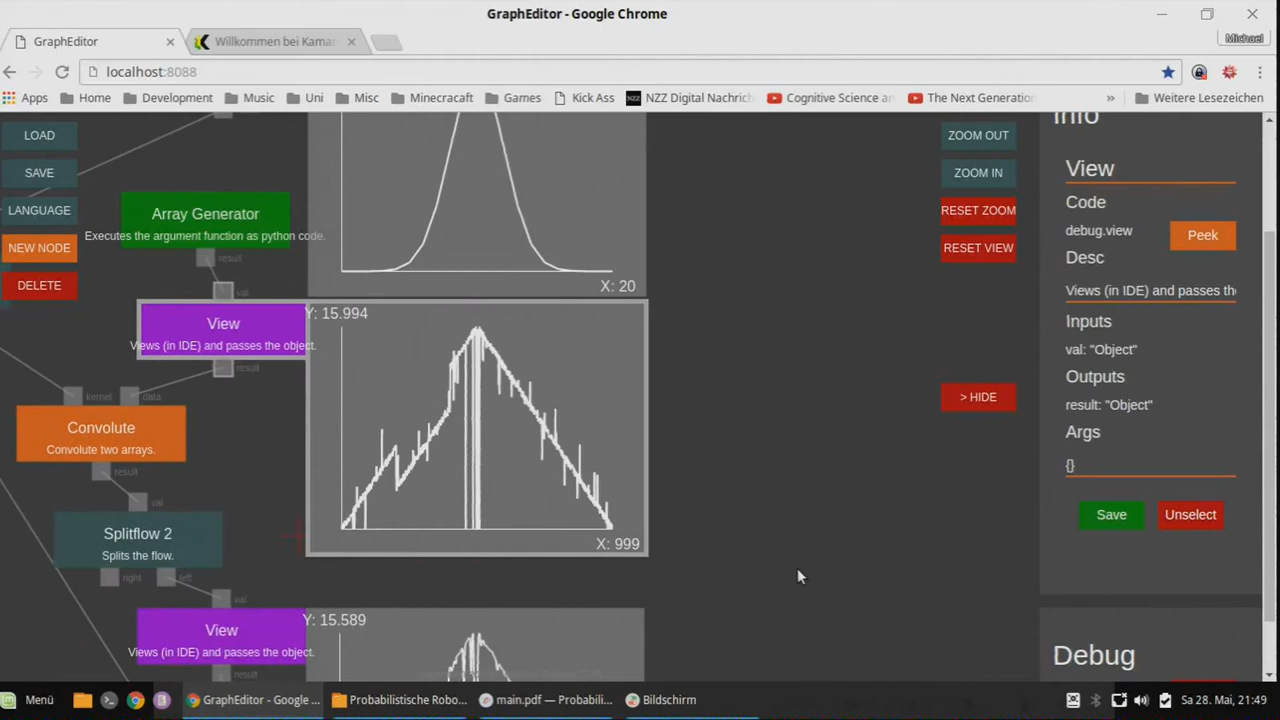 GraphEditor - Google Chrome
Michael
GraphEditor
Willkommen bei Kaman
localhost:8088
Apps
Home
Development
Music
Uni
Misc
Minecracaft
Games
Kick Ass
NZZ Digital Nachrich
Cognitive Science an
The Next Generation
»
Weitere Lesezeichen
LOAD
SAVE
LANGUAGE
NEW NODE
DELETE
Array Generator
Executes the argument function as python code.
result
val
View
Views (in IDE) and passes the object.
result
kernel
data
Convolute
Convolute two arrays.
result
val
Splitflow 2
Splits the flow.
right
left
val
View
Views (in IDE) and passes the object.
result
X: 20
Y: 15.994
X: 999
Y: 15.589
ZOOM OUT
ZOOM IN
RESET ZOOM
RESET VIEW
> HIDE
Info
View
Code
debug.view
Peek
Desc
Views (in IDE) and passes the
Inputs
val: "Object"
Outputs
result: "Object"
Args
{}
Save
Unselect
Debug
Menü
GraphEditor - Google ...
Probabilistische Robo...
main.pdf — Probabili...
Bildschirm
Sa 28. Mai, 21:49